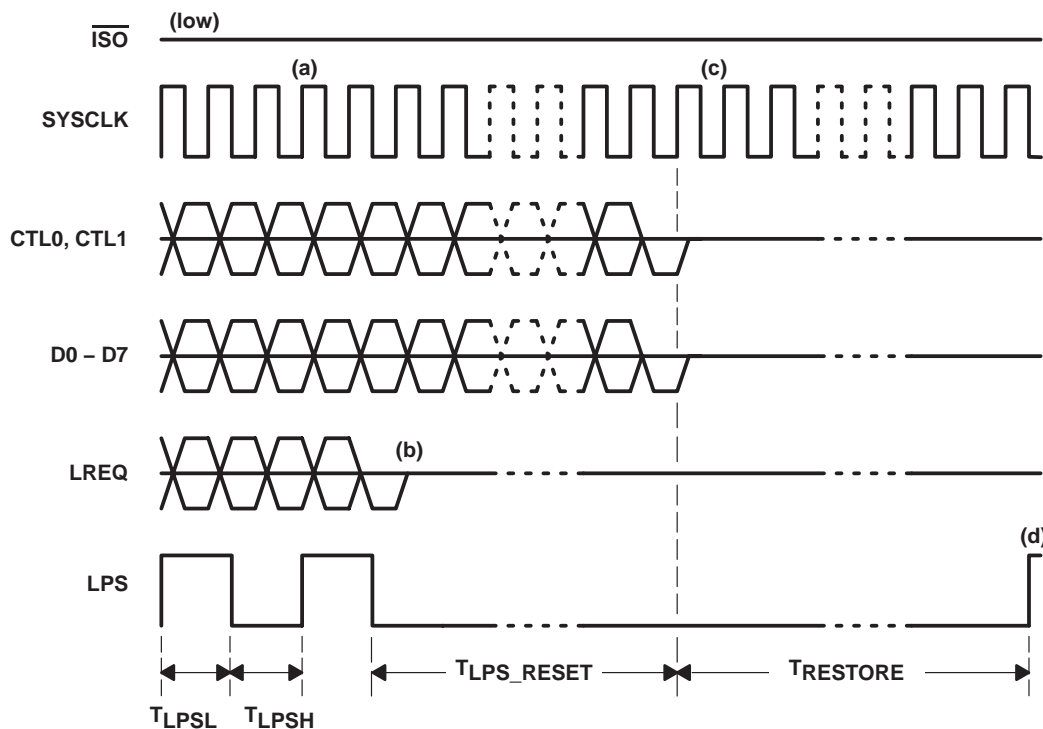 ISO
(low)
(a)
(c)
SYSCLK
CTL0, CTL1
D0 – D7
(b)
LREQ
(d)
LPS
TLPS_RESET
TRESTORE
TLPSL
TLPSH